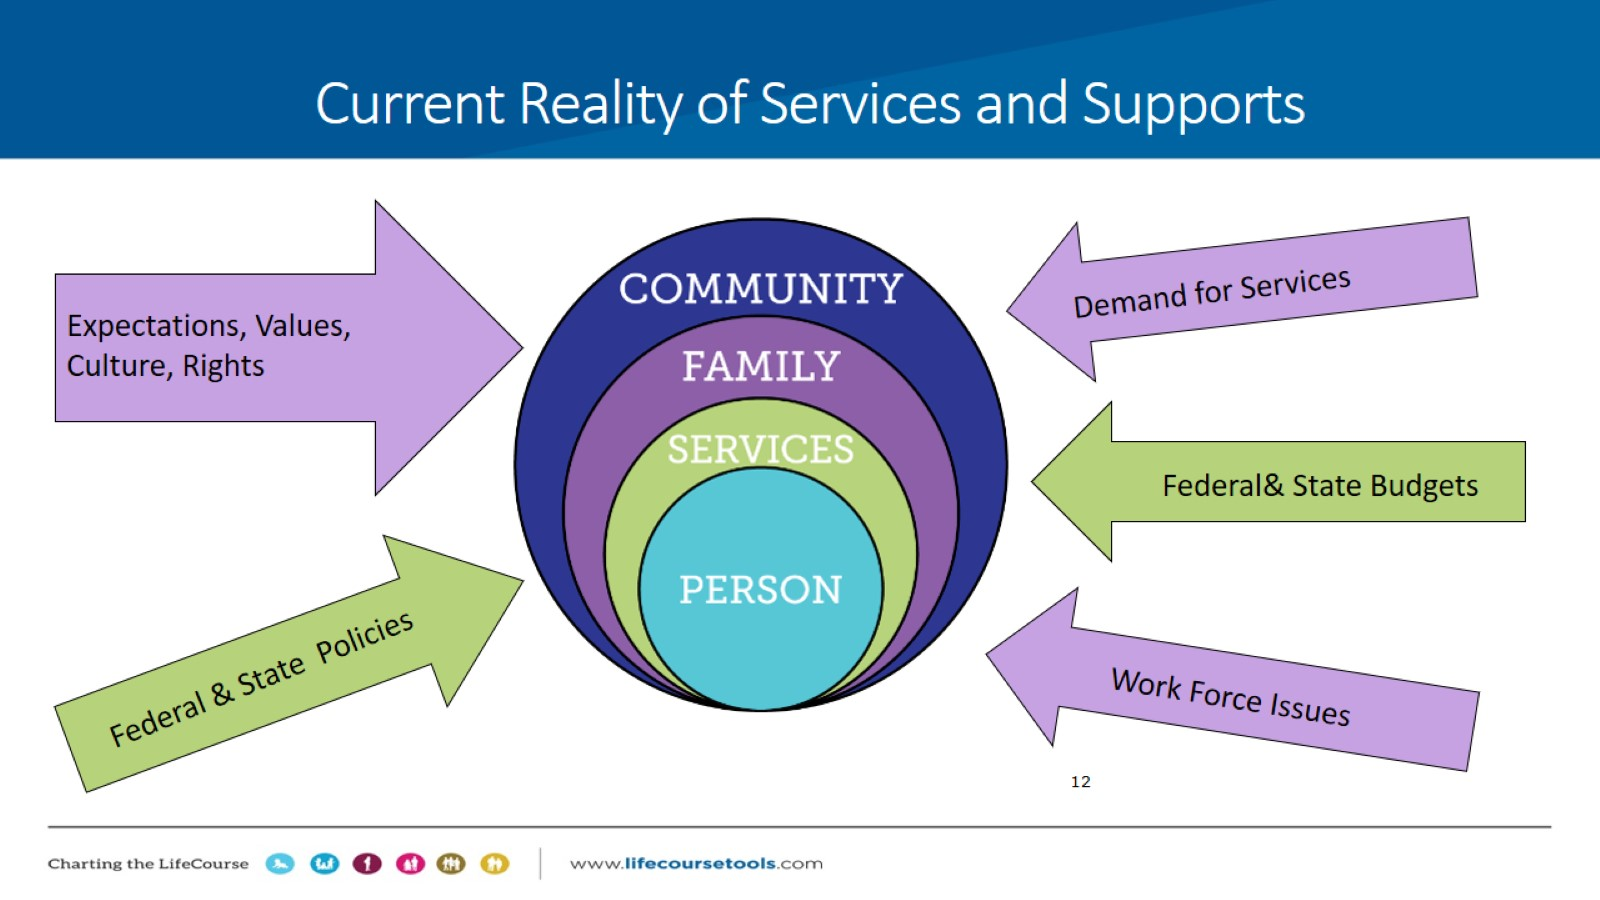 Current Reality of Services and Supports
Expectations, Values,
Culture, Rights
Federal & State  Policies
COMMUNITY
FAMILY
SERVICES
PERSON
Demand for Services
Federal& State Budgets
Work Force Issues
12
Charting the LifeCourse
www.lifecoursetools.com